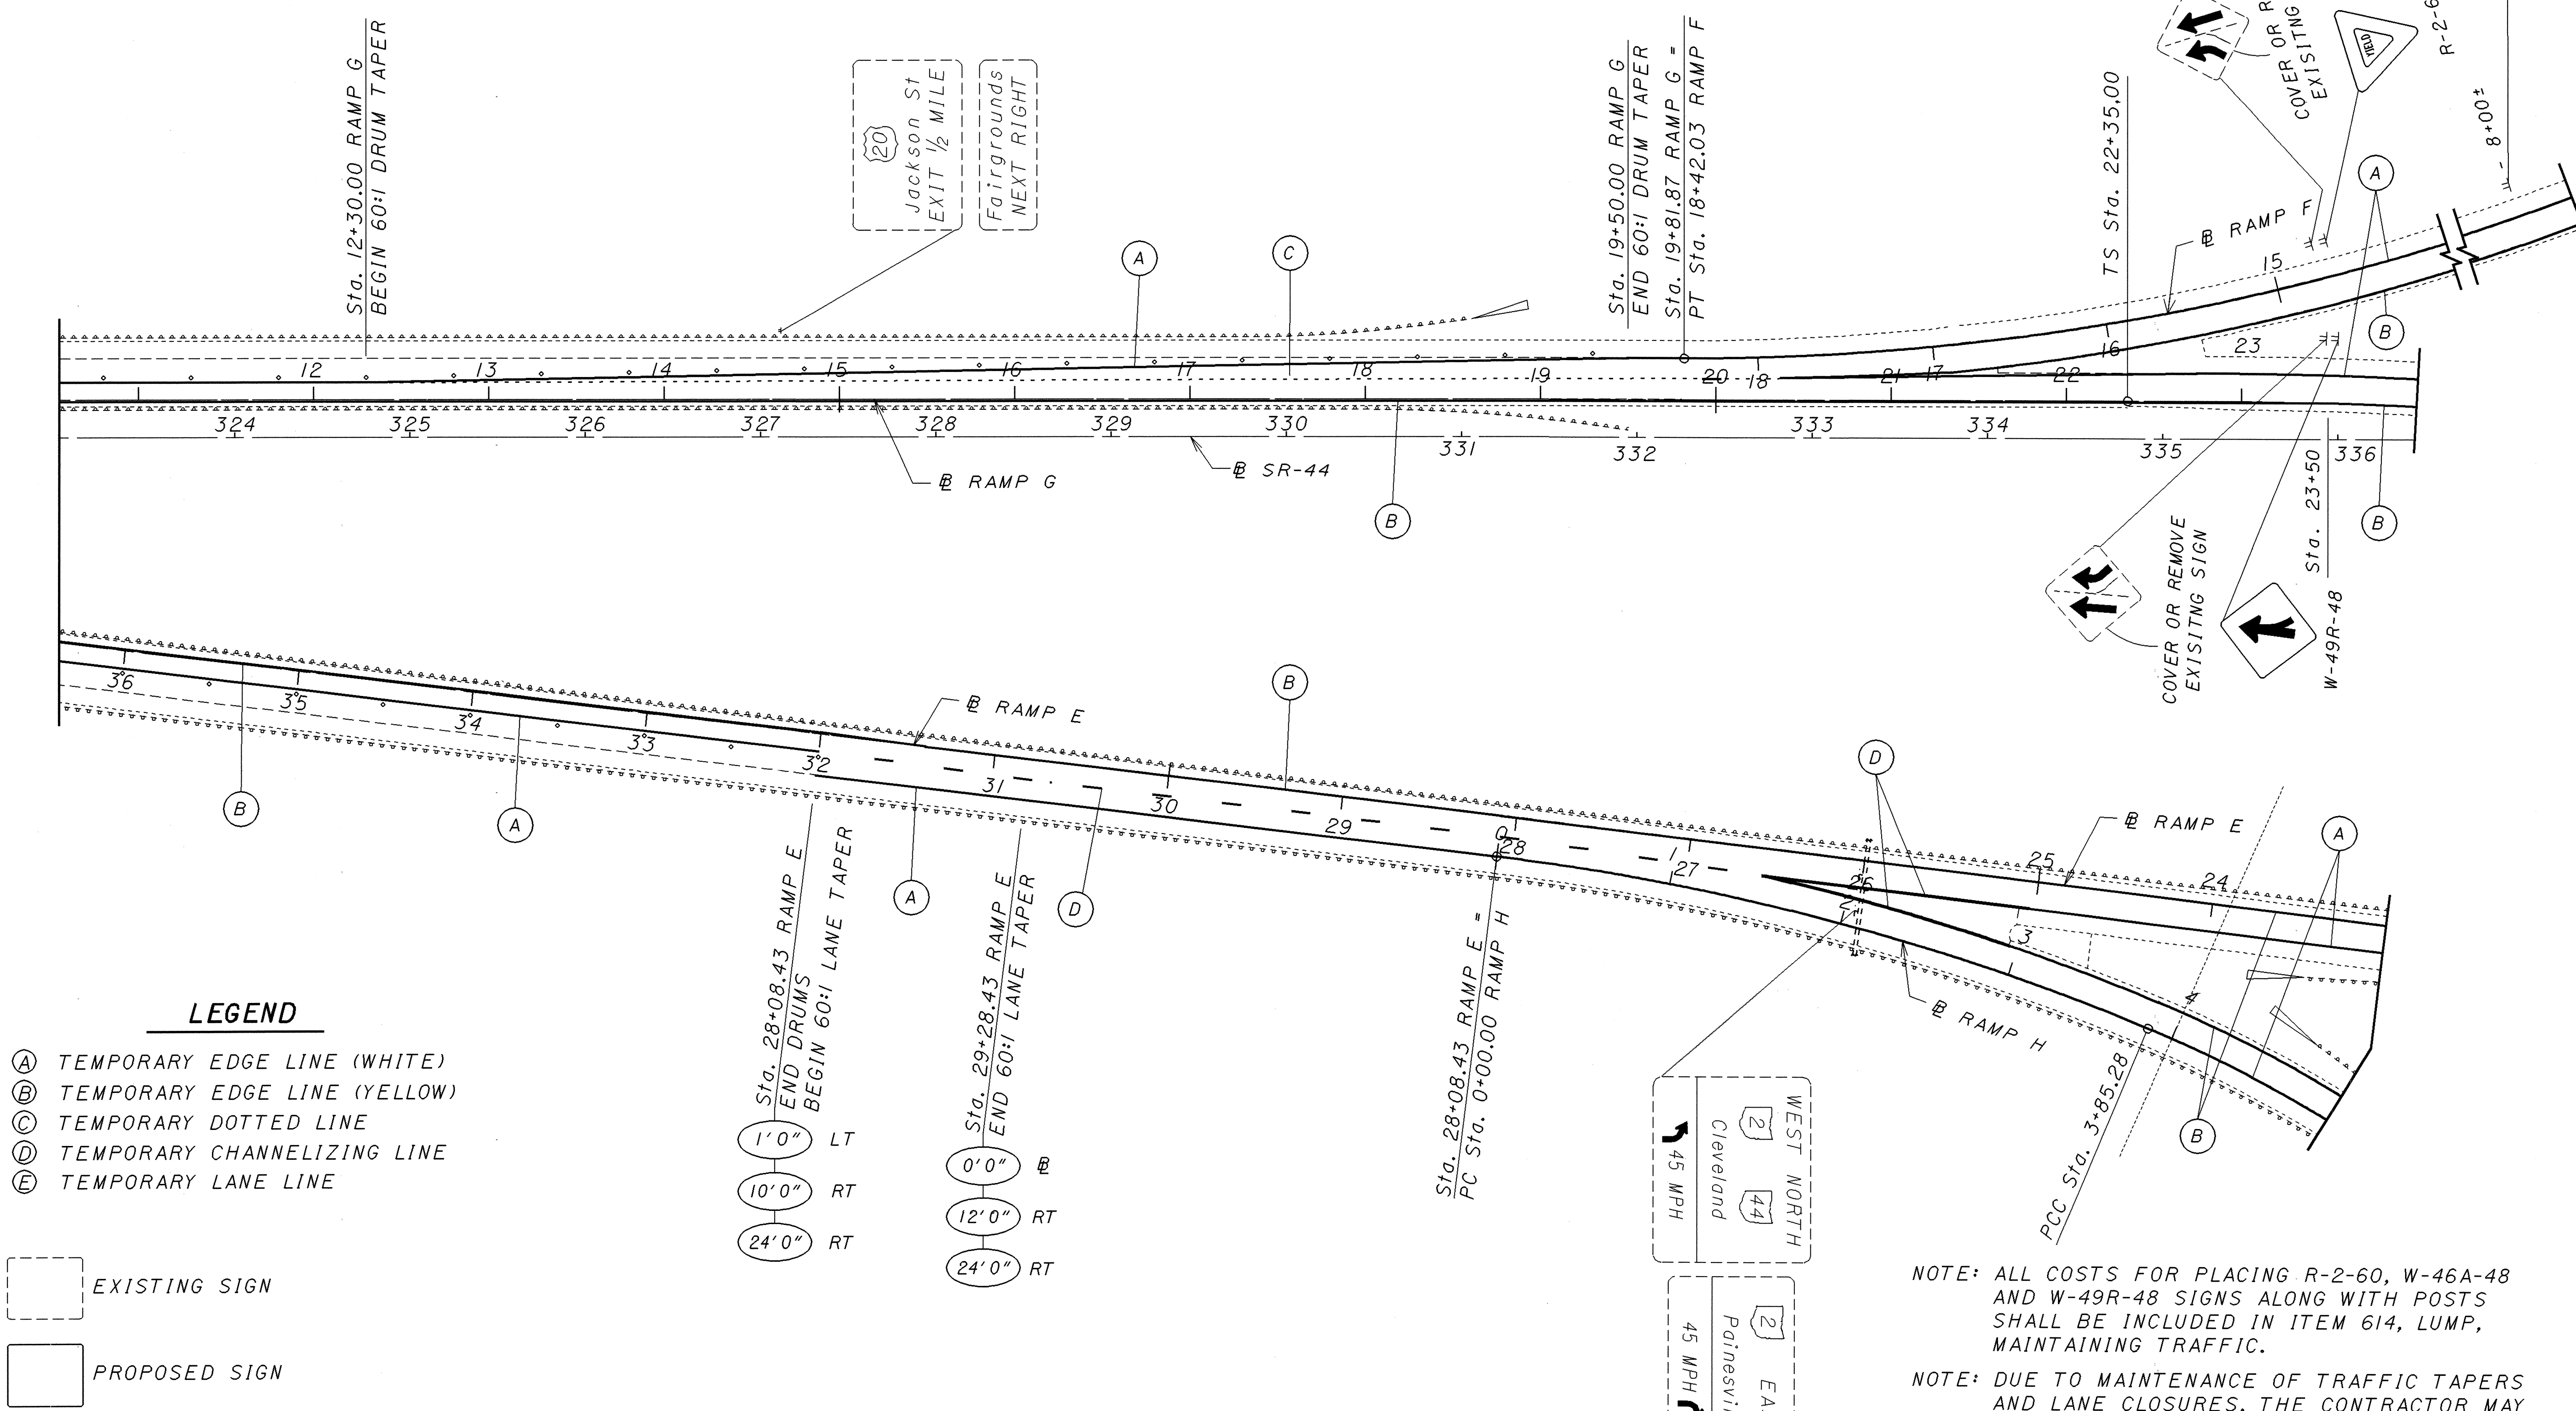 Sta. 12+30.00 RAMP G
BEGIN 60:1 DRUM TAPER
20
Jackson St
EXIT 1/2 MILE
Fairgrounds
NEXT RIGHT
Sta. 19+50.00 RAMP G
END 60:1 DRUM TAPER
Sta. 19+81.87 RAMP G =
PT Sta. 18+42.03 RAMP F
TS Sta. 22+35.00
COVER OR R
EXISITNG
YIELD
R-2-6
8+00±
A
C
A
℄ RAMP F
15
B
16
23
12 13 14 15 16 17 18 19 20 18 21 17 22
324 325 326 327 328 329 330 331 332 333 334 335 336
℄ RAMP G
℄ SR-44
B
B
COVER OR REMOVE
EXISITNG SIGN
Sta. 23+50
W-49R-48
36 35 34 33 32 31 30 29 28 27 26 25 24
0 1 2 3 4
℄ RAMP E
B
B
A
A
D
D
℄ RAMP E
A
℄ RAMP H
B
Sta. 28+08.43 RAMP E
END DRUMS
BEGIN 60:1 LANE TAPER
1'0" LT
10'0" RT
24'0" RT
Sta. 29+28.43 RAMP E
END 60:1 LANE TAPER
0'0" ℄
12'0" RT
24'0" RT
Sta. 28+08.43 RAMP E =
PC Sta. 0+00.00 RAMP H
PCC Sta. 3+85.28
WEST NORTH
2 44
Cleveland
45 MPH
2 EA
Painesvi
45 MPH
LEGEND
A TEMPORARY EDGE LINE (WHITE)
B TEMPORARY EDGE LINE (YELLOW)
C TEMPORARY DOTTED LINE
D TEMPORARY CHANNELIZING LINE
E TEMPORARY LANE LINE
EXISTING SIGN
PROPOSED SIGN
NOTE: ALL COSTS FOR PLACING R-2-60, W-46A-48
AND W-49R-48 SIGNS ALONG WITH POSTS
SHALL BE INCLUDED IN ITEM 614, LUMP,
MAINTAINING TRAFFIC.
NOTE: DUE TO MAINTENANCE OF TRAFFIC TAPERS
AND LANE CLOSURES, THE CONTRACTOR MAY